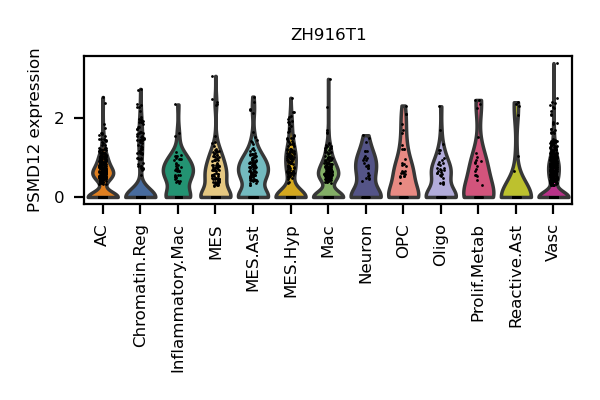 ZH916T1
PSMD12 expression
2
0
AC
Chromatin.Reg
Inflammatory.Mac
MES
MES.Ast
MES.Hyp
Mac
Neuron
OPC
Oligo
Prolif.Metab
Reactive.Ast
Vasc